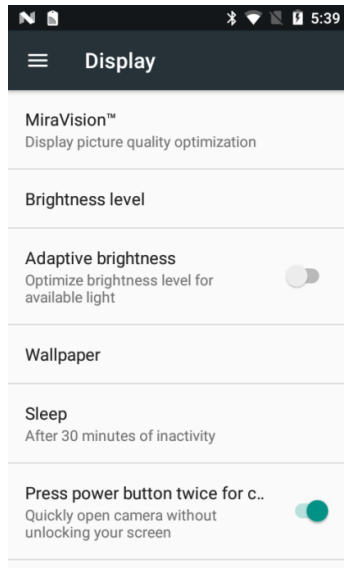 5:39
Display
MiraVision™
Display picture quality optimization
Brightness level
Adaptive brightness
Optimize brightness level for
available light
Wallpaper
Sleep
After 30 minutes of inactivity
Press power button twice for c..
Quickly open camera without
unlocking your screen